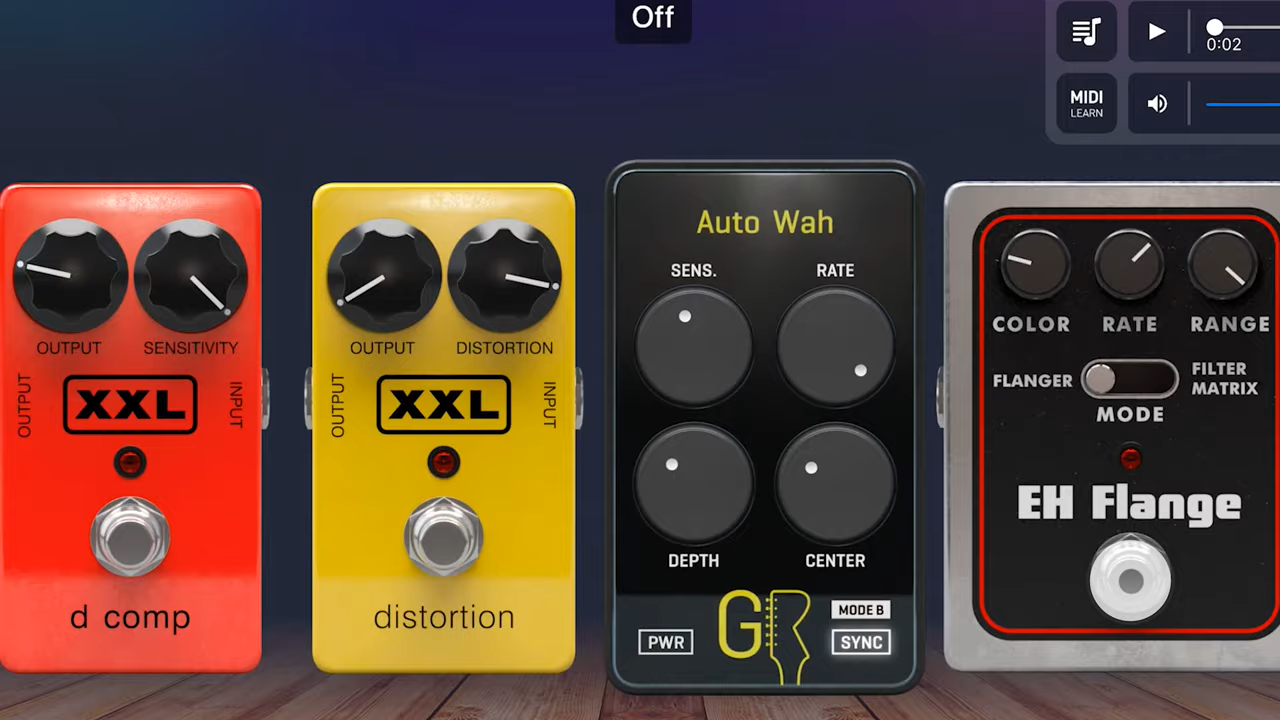 Off
0:02
MIDI
LEARN
OUTPUT
SENSITIVITY
OUTPUT
XXL
INPUT
d comp
OUTPUT
DISTORTION
OUTPUT
XXL
INPUT
distortion
Auto Wah
SENS.
RATE
DEPTH
CENTER
PWR
G
MODE B
SYNC
COLOR
RATE
RANGE
FLANGER
FILTER
MATRIX
MODE
EH Flange